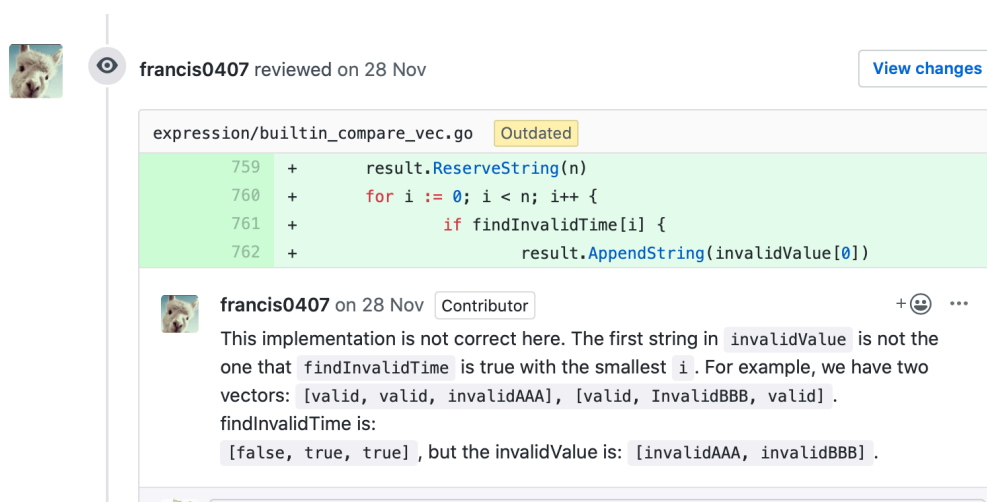 francis0407 reviewed on 28 Nov
View changes
expression/builtin_compare_vec.go Outdated
759 + result.ReserveString(n)
760 + for i := 0; i < n; i++ {
761 + if findInvalidTime[i] {
762 + result.AppendString(invalidValue[0])
francis0407 on 28 Nov Contributor
This implementation is not correct here. The first string in invalidValue is not the
one that findInvalidTime is true with the smallest i . For example, we have two
vectors: [valid, valid, invalidAAA], [valid, InvalidBBB, valid] .
findInvalidTime is:
[false, true, true] , but the invalidValue is: [invalidAAA, invalidBBB] .